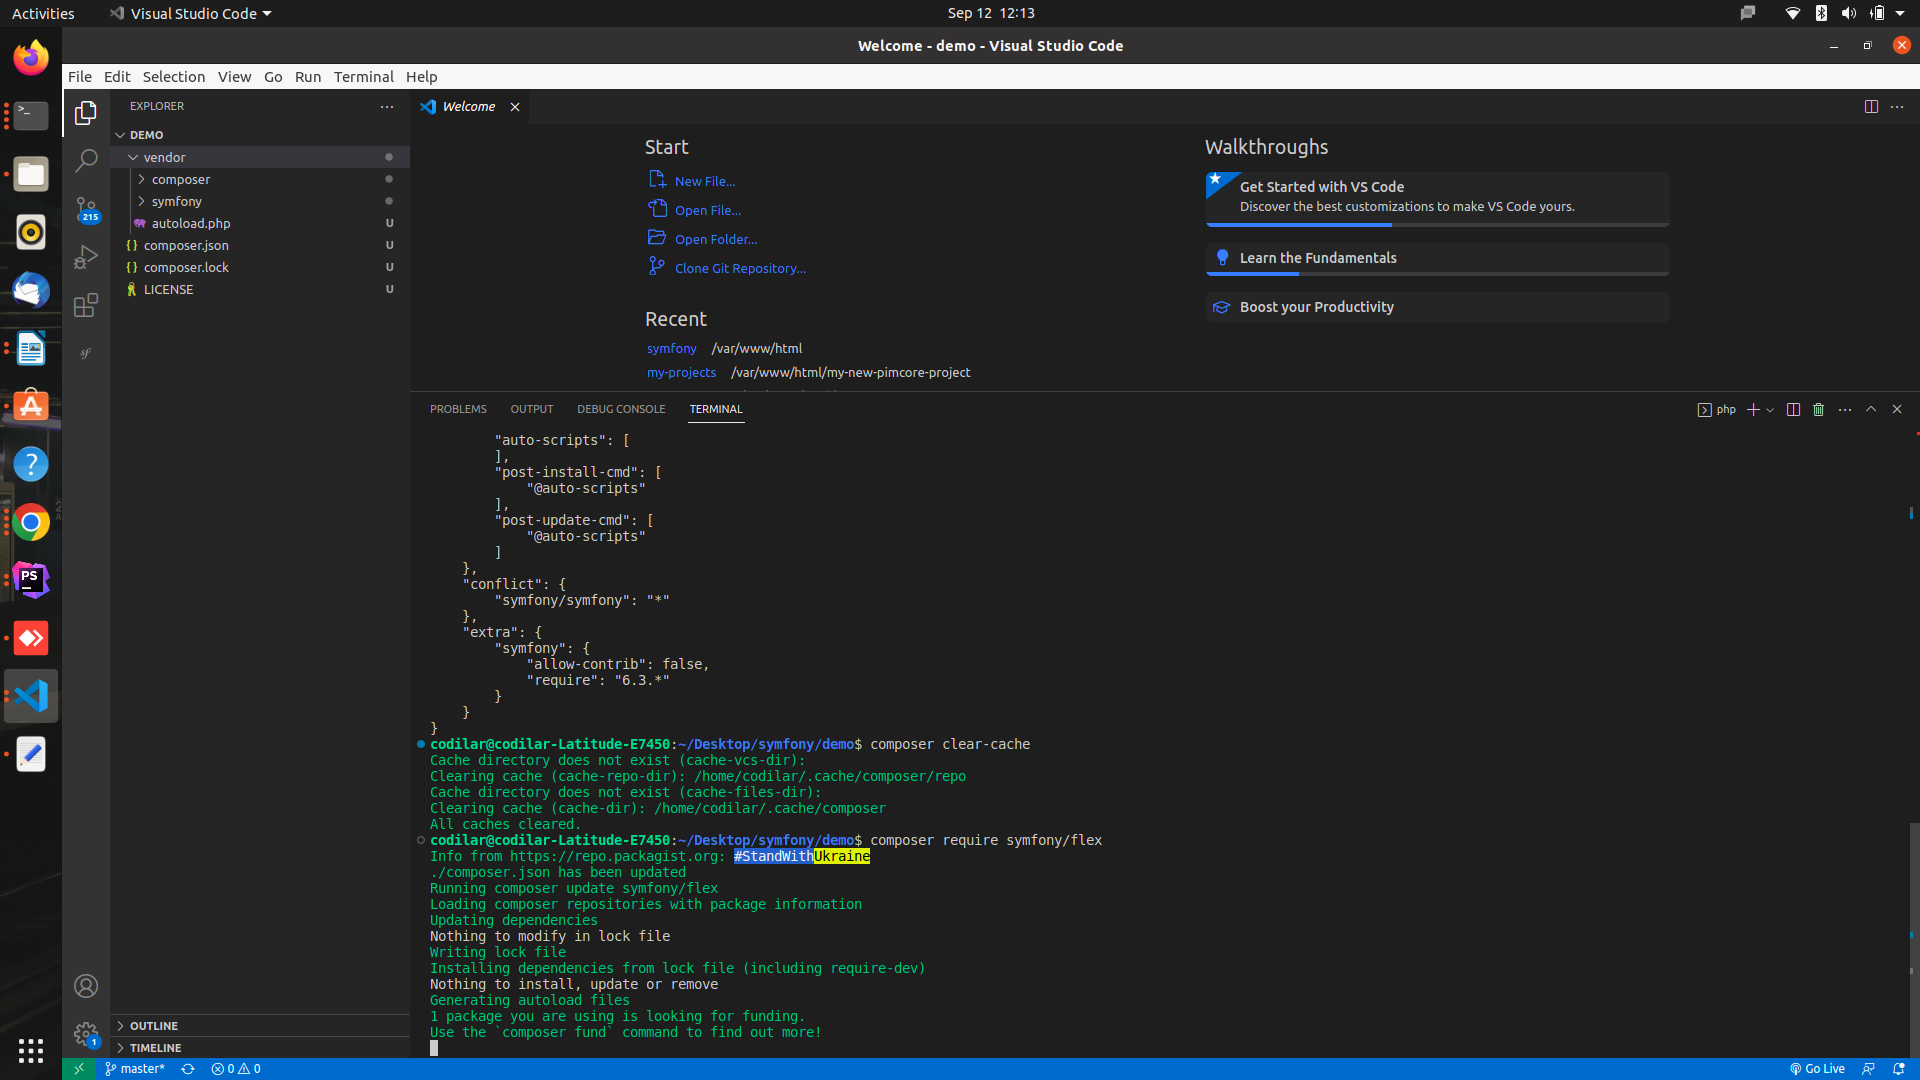 Activities
Visual Studio Code
Sep 12 12:13
Welcome - demo - Visual Studio Code
File Edit Selection View Go Run Terminal Help
EXPLORER
DEMO
vendor
composer
symfony
autoload.php U
composer.json U
composer.lock U
LICENSE U
215
OUTLINE
TIMELINE
1
Welcome
Start
New File...
Open File...
Open Folder...
Clone Git Repository...
Recent
symfony /var/www/html
my-projects /var/www/html/my-new-pimcore-project
Walkthroughs
Get Started with VS Code
Discover the best customizations to make VS Code yours.
Learn the Fundamentals
Boost your Productivity
PROBLEMS OUTPUT DEBUG CONSOLE TERMINAL
php
"auto-scripts": [
],
"post-install-cmd": [
"@auto-scripts"
],
"post-update-cmd": [
"@auto-scripts"
]
},
"conflict": {
"symfony/symfony": "*"
},
"extra": {
"symfony": {
"allow-contrib": false,
"require": "6.3.*"
}
}
}
codilar@codilar-Latitude-E7450:~/Desktop/symfony/demo$ composer clear-cache
Cache directory does not exist (cache-vcs-dir):
Clearing cache (cache-repo-dir): /home/codilar/.cache/composer/repo
Cache directory does not exist (cache-files-dir):
Clearing cache (cache-dir): /home/codilar/.cache/composer
All caches cleared.
codilar@codilar-Latitude-E7450:~/Desktop/symfony/demo$ composer require symfony/flex
Info from https://repo.packagist.org: #StandWithUkraine
./composer.json has been updated
Running composer update symfony/flex
Loading composer repositories with package information
Updating dependencies
Nothing to modify in lock file
Writing lock file
Installing dependencies from lock file (including require-dev)
Nothing to install, update or remove
Generating autoload files
1 package you are using is looking for funding.
Use the `composer fund` command to find out more!
master* 0 0
Go Live
PS